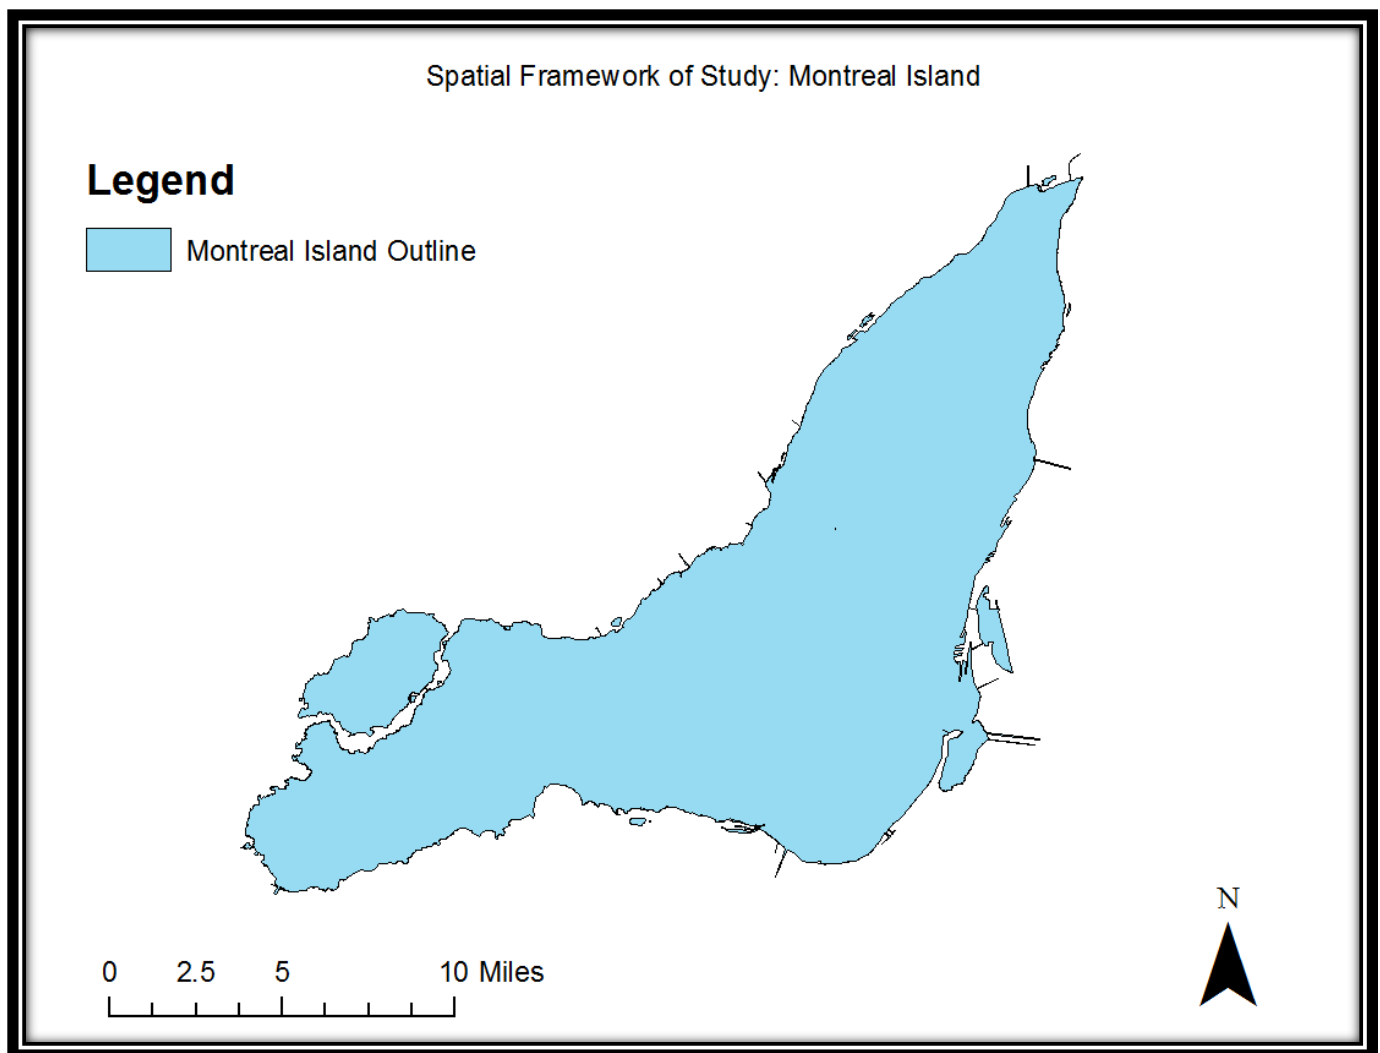 Spatial Framework of Study: Montreal Island
Legend
Montreal Island Outline
N
0 2.5 5 10 Miles